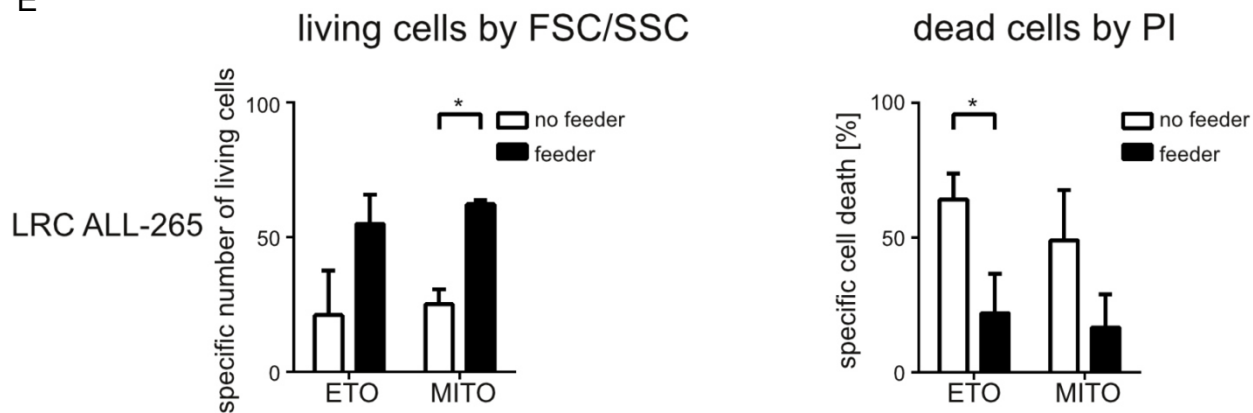 E
living cells by FSC/SSC
dead cells by PI
LRC ALL-265
specific number of living cells
100
50
0
*
no feeder
feeder
ETO
MITO
specific cell death [%]
100
50
0
*
no feeder
feeder
ETO
MITO